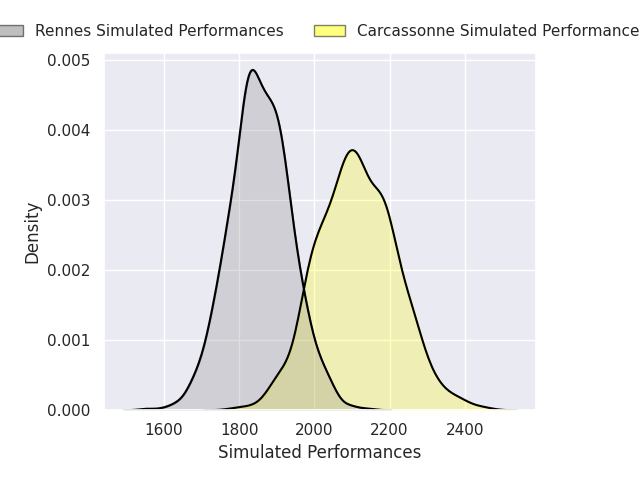 Rennes Simulated Performances Carcassonne Simulated Performance
0.005
0.004
0.003
0.002
0.001
0.000
Density
1600 1800 2000 2200 2400
Simulated Performances